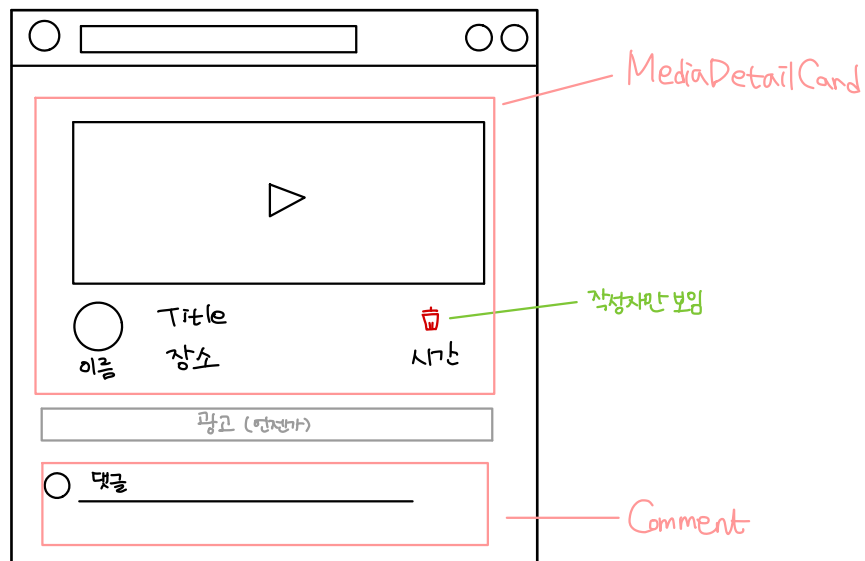 MediaDetailCard
Title
작성자만 보임
이름
장소
시간
광고 (언젠가)
댓글
Comment